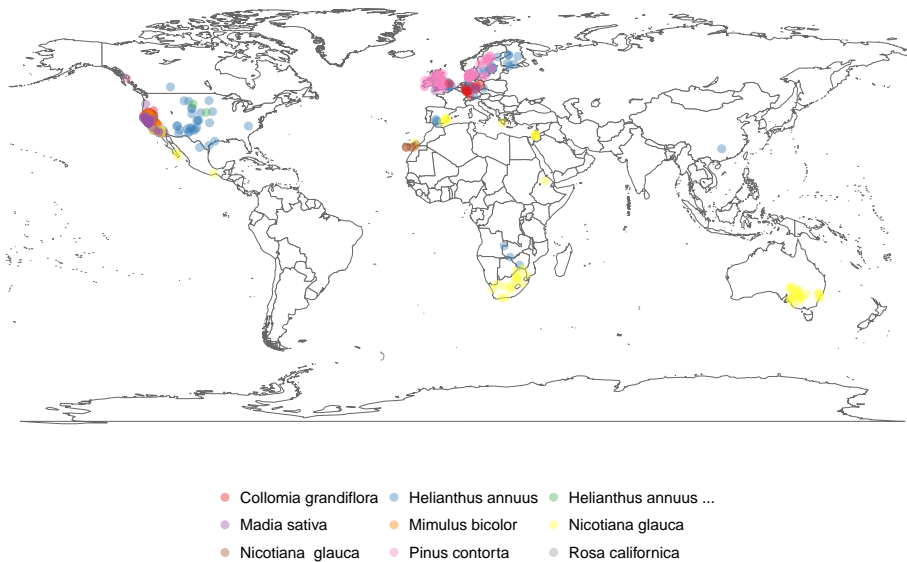 Collomia grandiflora Helianthus annuus Helianthus annuus ...
Madia sativa Mimulus bicolor Nicotiana glauca
Nicotiana  glauca Pinus contorta Rosa californica